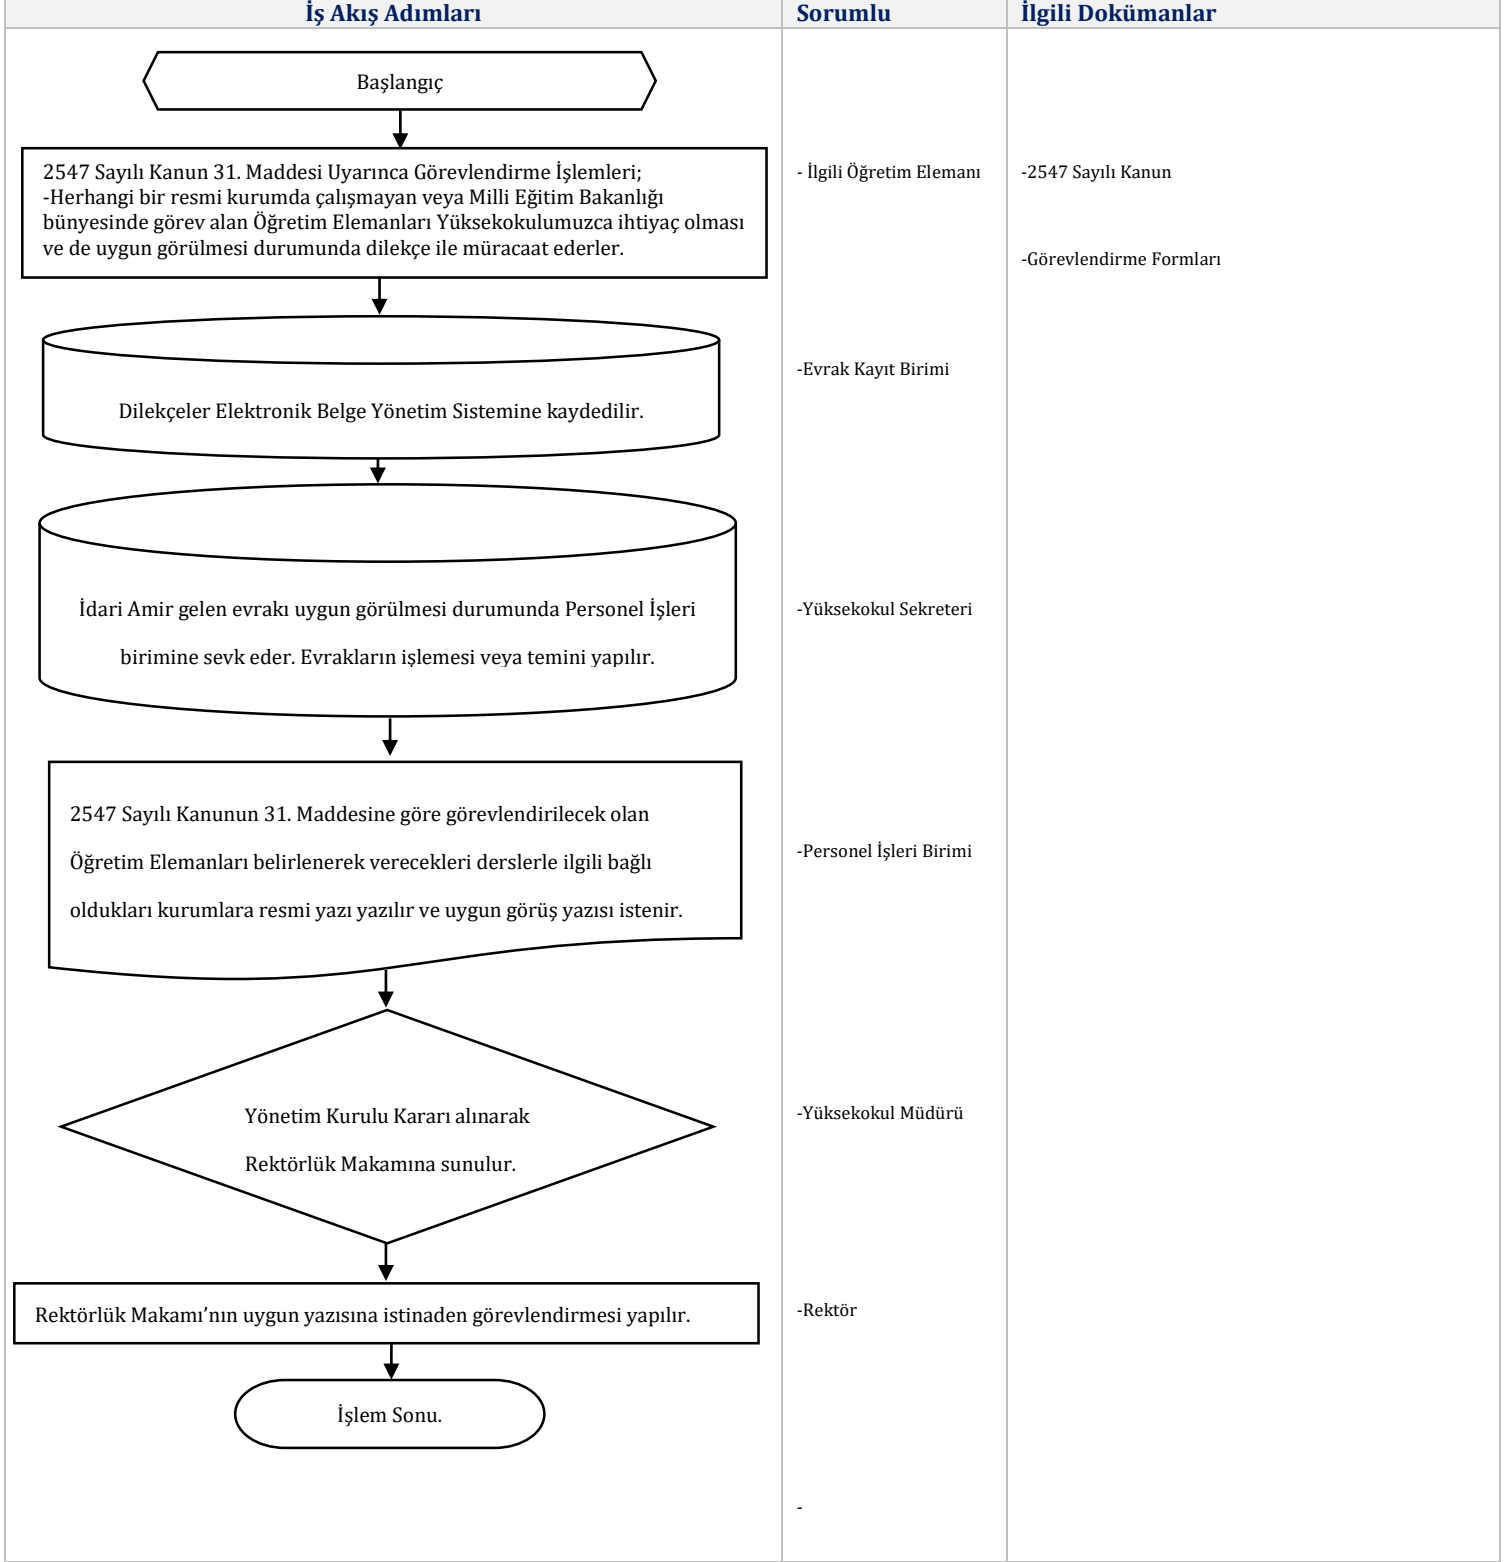 İş Akış Adımları
Sorumlu
İlgili Dokümanlar
Başlangıç
2547 Sayılı Kanun 31. Maddesi Uyarınca Görevlendirme İşlemleri;
-Herhangi bir resmi kurumda çalışmayan veya Milli Eğitim Bakanlığı
bünyesinde görev alan Öğretim Elemanları Yüksekokulumuzca ihtiyaç olması
ve de uygun görülmesi durumunda dilekçe ile müracaat ederler.
- İlgili Öğretim Elemanı
-2547 Sayılı Kanun
-Görevlendirme Formları
Dilekçeler Elektronik Belge Yönetim Sistemine kaydedilir.
-Evrak Kayıt Birimi
İdari Amir gelen evrakı uygun görülmesi durumunda Personel İşleri
birimine sevk eder. Evrakların işlemesi veya temini yapılır.
-Yüksekokul Sekreteri
2547 Sayılı Kanunun 31. Maddesine göre görevlendirilecek olan
Öğretim Elemanları belirlenerek verecekleri derslerle ilgili bağlı
oldukları kurumlara resmi yazı yazılır ve uygun görüş yazısı istenir.
-Personel İşleri Birimi
Yönetim Kurulu Kararı alınarak
Rektörlük Makamına sunulur.
-Yüksekokul Müdürü
Rektörlük Makamı’nın uygun yazısına istinaden görevlendirmesi yapılır.
-Rektör
İşlem Sonu.
-